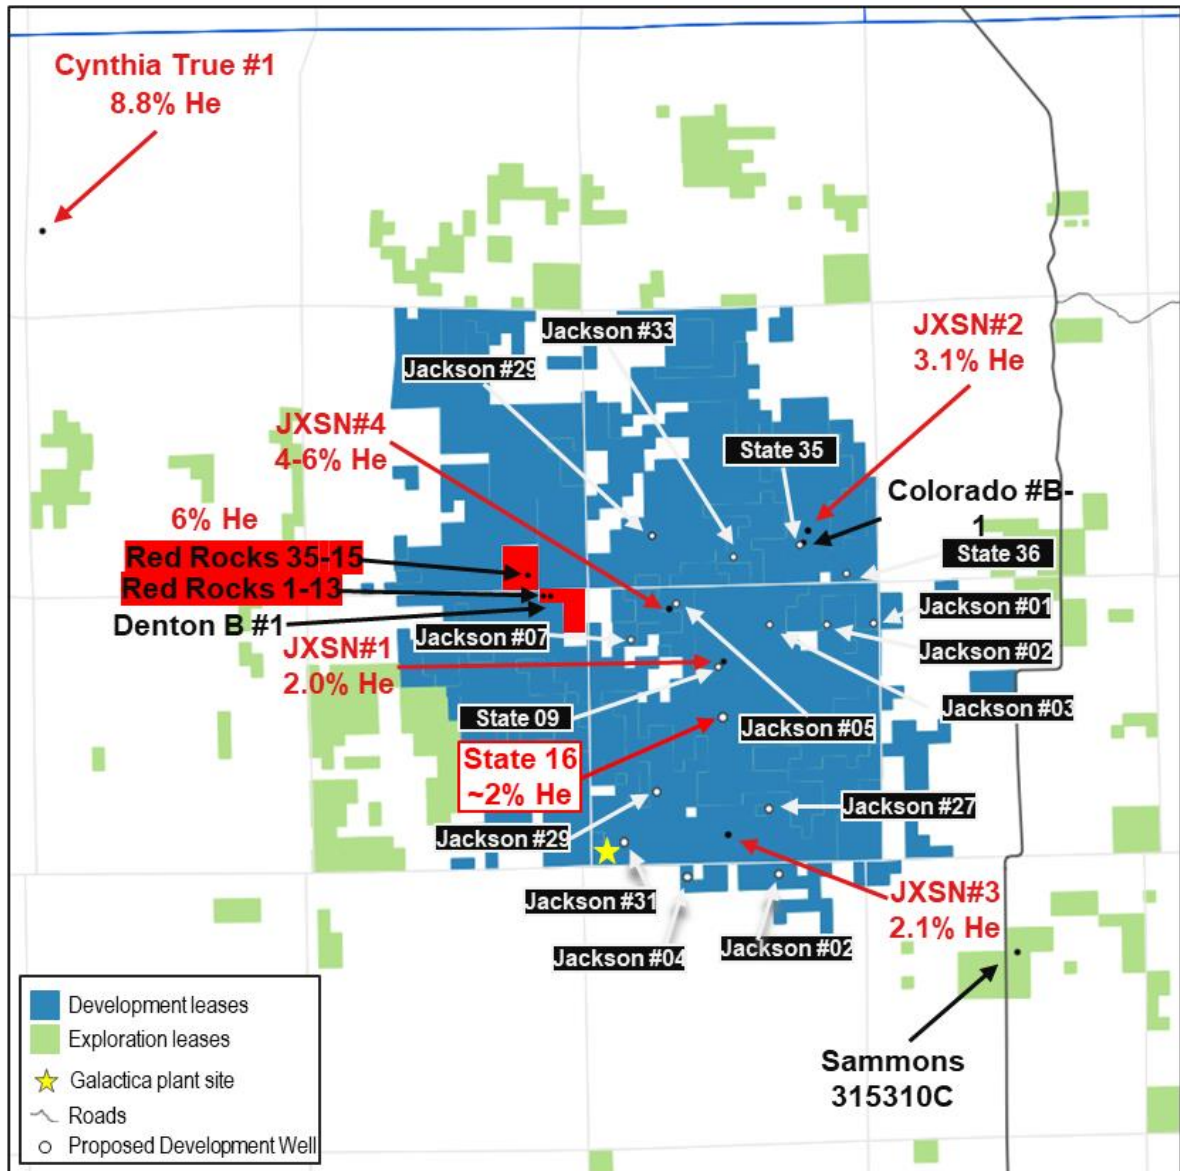 Cynthia True #1
8.8% He
Jackson #33
JXSN#2
3.1% He
Jackson #29
JXSN#4
4-6% He
State 35
Colorado #B-
1
6% He
State 36
Red Rocks 35-15
Red Rocks 1-13
Denton B #1
Jackson #01
Jackson #07
JXSN#1
2.0% He
Jackson #02
State 09
Jackson #03
Jackson #05
State 16
~2% He
Jackson #27
Jackson #29
JXSN#3
2.1% He
Jackson #31
Jackson #04
Jackson #02
Sammons
315310C
Development leases
Exploration leases
Galactica plant site
Roads
Proposed Development Well